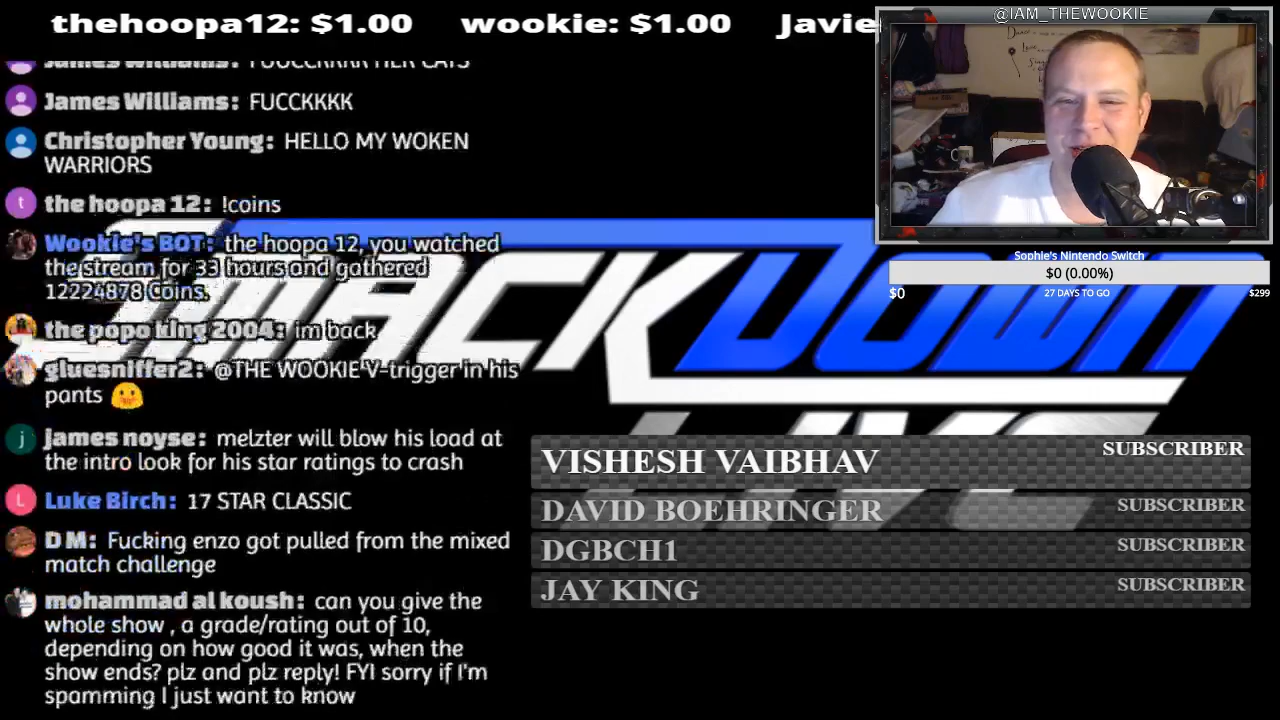 thehoopa12: $1.00 wookie: $1.00 Javie
@IAM_THEWOOKIE
James Williams: FUUCCKRRR HER CATS
James Williams: FUCCKKKK
Christopher Young: HELLO MY WOKEN
WARRIORS
the hoopa 12: !coins
Wookie's BOT: the hoopa 12, you watched
the stream for 33 hours and gathered
12224878 Coins.
the popo king 2004: im back
gluesniffer2: @THE WOOKIE V-trigger in his
pants
james noyse: melzter will blow his load at
the intro look for his star ratings to crash
Luke Birch: 17 STAR CLASSIC
D M: Fucking enzo got pulled from the mixed
match challenge
mohammad al koush: can you give the
whole show , a grade/rating out of 10,
depending on how good it was, when the
show ends? plz and plz reply! FYI sorry if I'm
spamming I just want to know
Sophie's Nintendo Switch
$0 (0.00%)
$0 27 DAYS TO GO $299
SMACKDOWN
LIVE
VISHESH VAIBHAV SUBSCRIBER
DAVID BOEHRINGER SUBSCRIBER
DGBCH1 SUBSCRIBER
JAY KING SUBSCRIBER